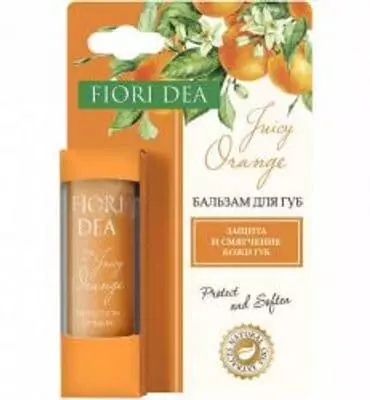 FIORI DEA
Juicy
Orange
БАЛЬЗАМ ДЛЯ ГУБ
ЗАЩИТА
И СМЯГЧЕНИЕ
КОЖИ ГУБ
Protect
and Soften
FIORI
DEA
Juicy
Orange